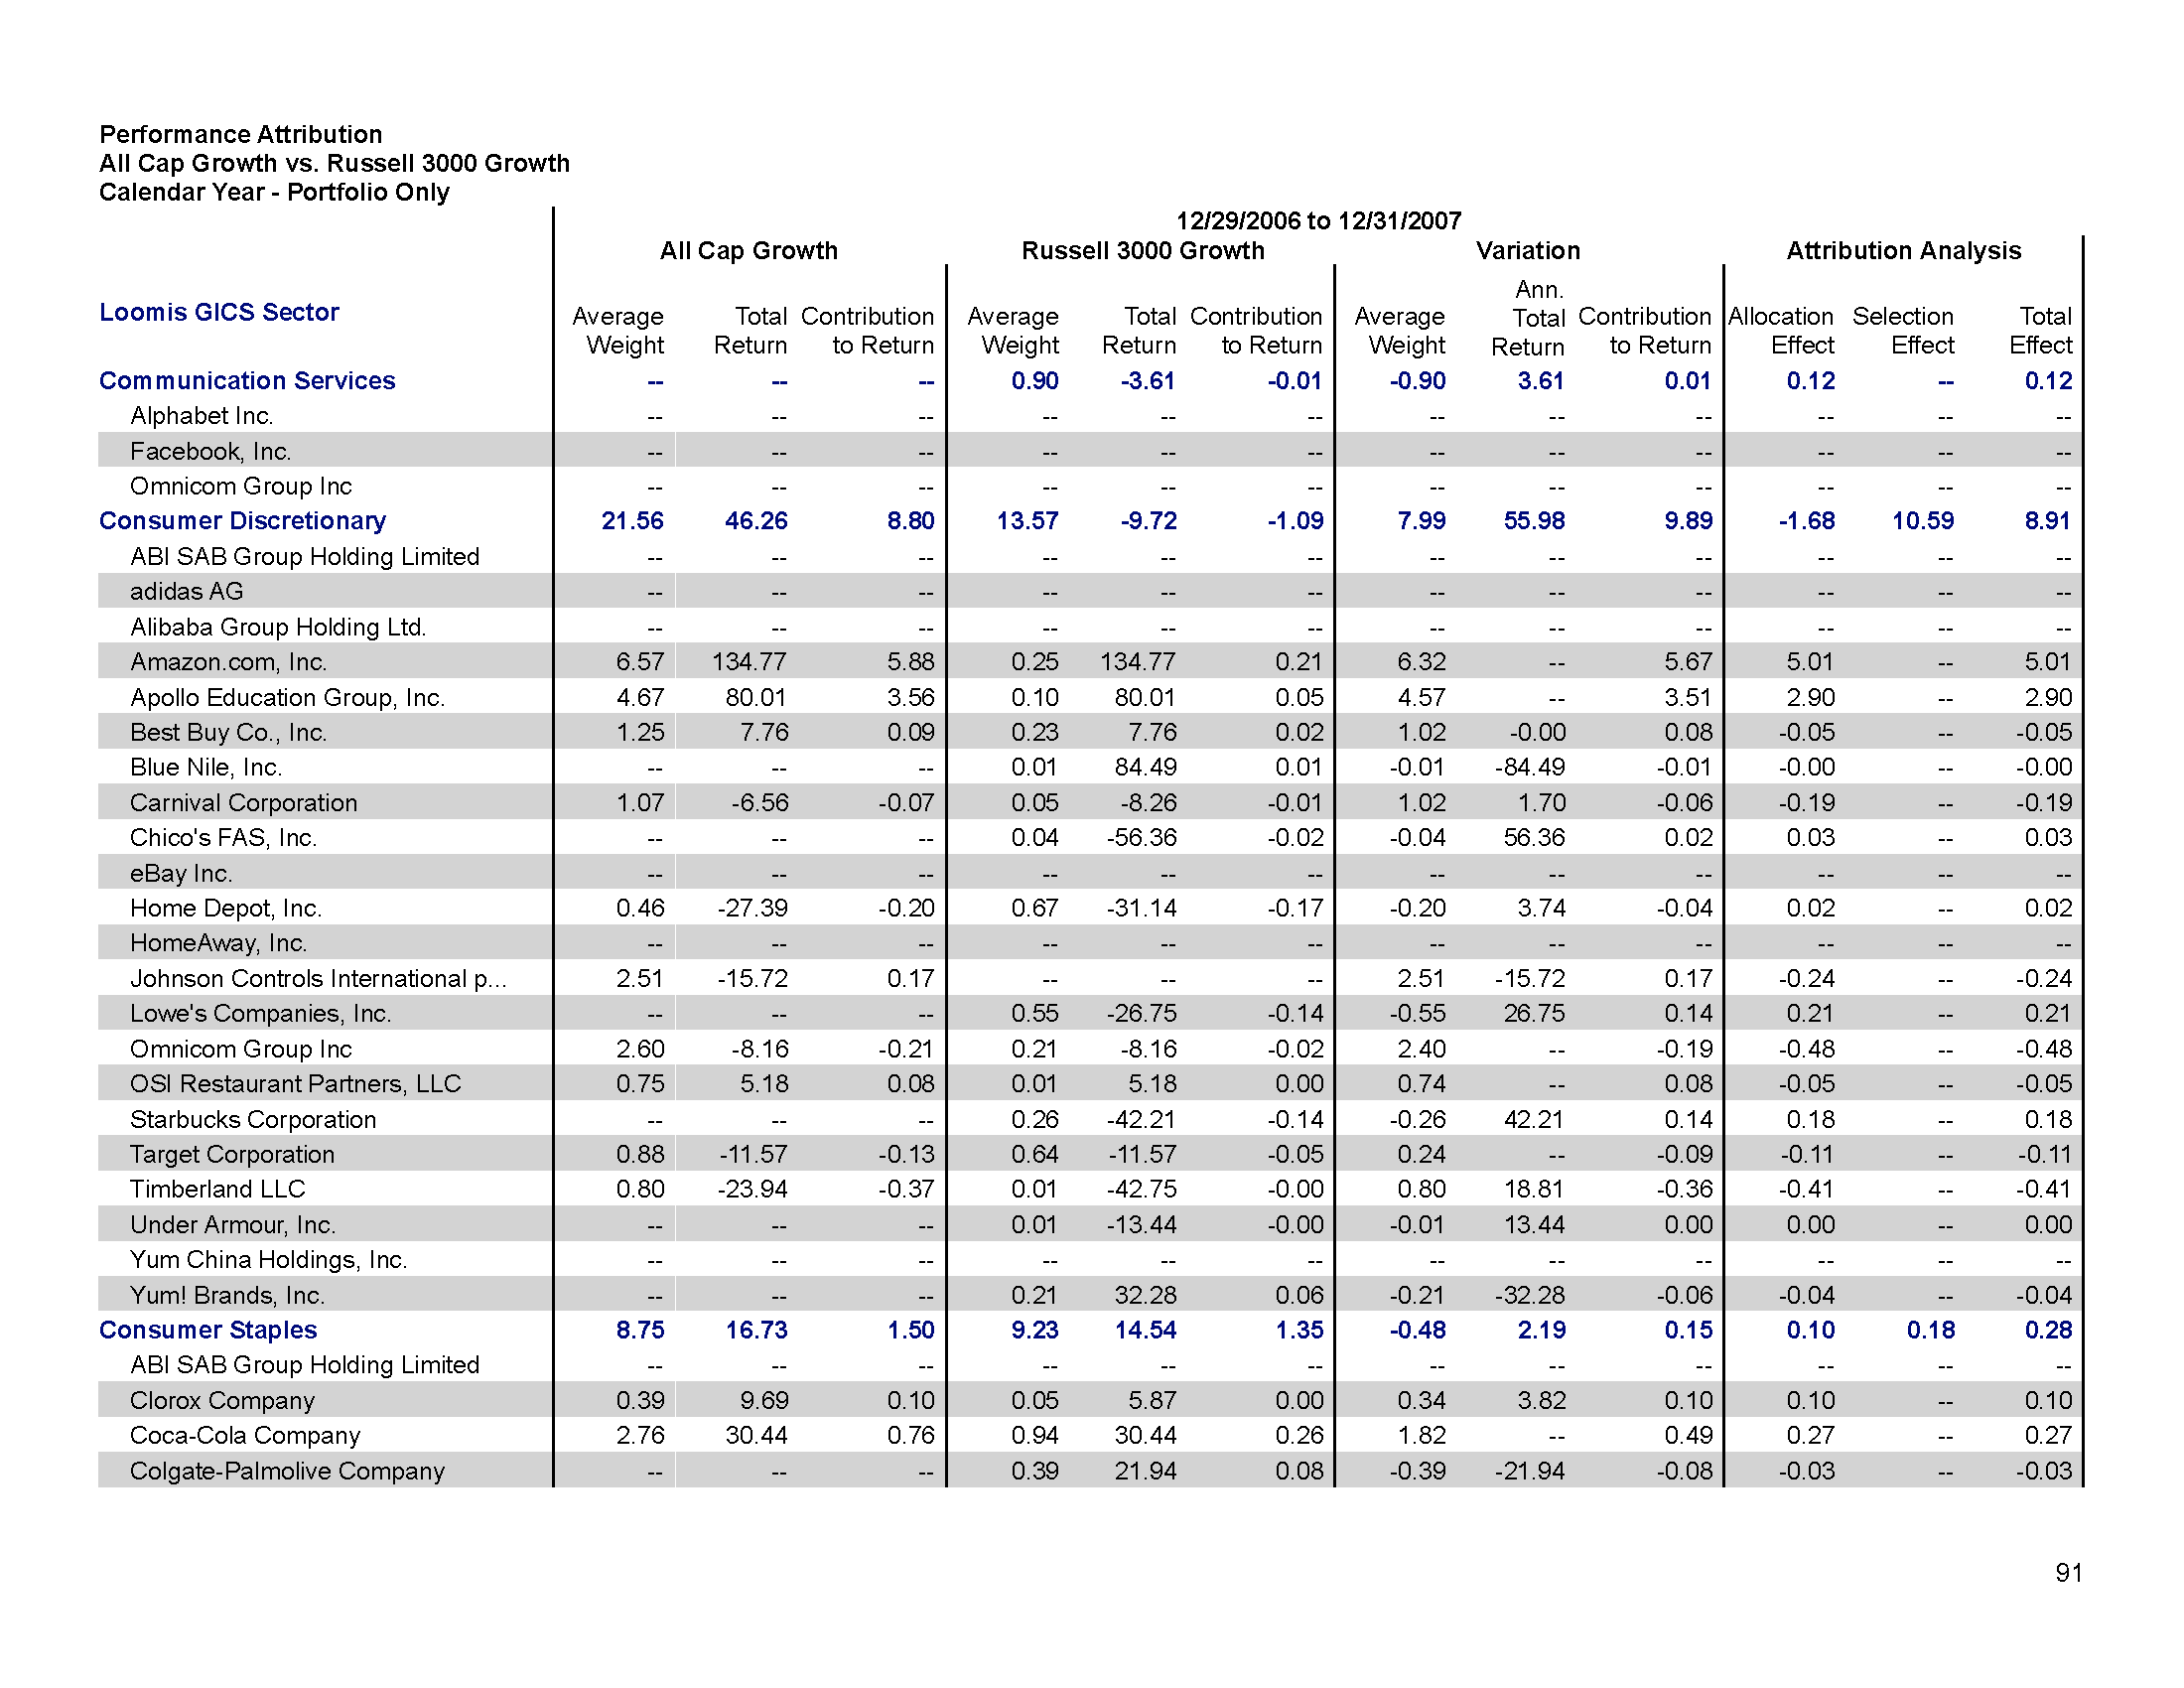 Performance Attribution
All Cap Growth vs. Russell 3000 Growth
Calendar Year - Portfolio Only
12/29/2006 to 12/31/2007
All Cap Growth Russell 3000 Growth Variation Attribution Analysis
Loomis GICS Sector Average Weight Total Return Contribution to Return Average Weight Total Return Contribution to Return Average Weight Ann. Total Return Contribution to Return Allocation Effect Selection Effect Total Effect
Communication Services -- -- -- 0.90 -3.61 -0.01 -0.90 3.61 0.01 0.12 -- 0.12
Alphabet Inc. -- -- -- -- -- -- -- -- -- -- -- --
Facebook, Inc. -- -- -- -- -- -- -- -- -- -- -- --
Omnicom Group Inc -- -- -- -- -- -- -- -- -- -- -- --
Consumer Discretionary 21.56 46.26 8.80 13.57 -9.72 -1.09 7.99 55.98 9.89 -1.68 10.59 8.91
ABI SAB Group Holding Limited -- -- -- -- -- -- -- -- -- -- -- --
adidas AG -- -- -- -- -- -- -- -- -- -- -- --
Alibaba Group Holding Ltd. -- -- -- -- -- -- -- -- -- -- -- --
Amazon.com, Inc. 6.57 134.77 5.88 0.25 134.77 0.21 6.32 -- 5.67 5.01 -- 5.01
Apollo Education Group, Inc. 4.67 80.01 3.56 0.10 80.01 0.05 4.57 -- 3.51 2.90 -- 2.90
Best Buy Co., Inc. 1.25 7.76 0.09 0.23 7.76 0.02 1.02 -0.00 0.08 -0.05 -- -0.05
Blue Nile, Inc. -- -- -- 0.01 84.49 0.01 -0.01 -84.49 -0.01 -0.00 -- -0.00
Carnival Corporation 1.07 -6.56 -0.07 0.05 -8.26 -0.01 1.02 1.70 -0.06 -0.19 -- -0.19
Chico's FAS, Inc. -- -- -- 0.04 -56.36 -0.02 -0.04 56.36 0.02 0.03 -- 0.03
eBay Inc. -- -- -- -- -- -- -- -- -- -- -- --
Home Depot, Inc. 0.46 -27.39 -0.20 0.67 -31.14 -0.17 -0.20 3.74 -0.04 0.02 -- 0.02
HomeAway, Inc. -- -- -- -- -- -- -- -- -- -- -- --
Johnson Controls International p... 2.51 -15.72 0.17 -- -- -- 2.51 -15.72 0.17 -0.24 -- -0.24
Lowe's Companies, Inc. -- -- -- 0.55 -26.75 -0.14 -0.55 26.75 0.14 0.21 -- 0.21
Omnicom Group Inc 2.60 -8.16 -0.21 0.21 -8.16 -0.02 2.40 -- -0.19 -0.48 -- -0.48
OSI Restaurant Partners, LLC 0.75 5.18 0.08 0.01 5.18 0.00 0.74 -- 0.08 -0.05 -- -0.05
Starbucks Corporation -- -- -- 0.26 -42.21 -0.14 -0.26 42.21 0.14 0.18 -- 0.18
Target Corporation 0.88 -11.57 -0.13 0.64 -11.57 -0.05 0.24 -- -0.09 -0.11 -- -0.11
Timberland LLC 0.80 -23.94 -0.37 0.01 -42.75 -0.00 0.80 18.81 -0.36 -0.41 -- -0.41
Under Armour, Inc. -- -- -- 0.01 -13.44 -0.00 -0.01 13.44 0.00 0.00 -- 0.00
Yum China Holdings, Inc. -- -- -- -- -- -- -- -- -- -- -- --
Yum! Brands, Inc. -- -- -- 0.21 32.28 0.06 -0.21 -32.28 -0.06 -0.04 -- -0.04
Consumer Staples 8.75 16.73 1.50 9.23 14.54 1.35 -0.48 2.19 0.15 0.10 0.18 0.28
ABI SAB Group Holding Limited -- -- -- -- -- -- -- -- -- -- -- --
Clorox Company 0.39 9.69 0.10 0.05 5.87 0.00 0.34 3.82 0.10 0.10 -- 0.10
Coca-Cola Company 2.76 30.44 0.76 0.94 30.44 0.26 1.82 -- 0.49 0.27 -- 0.27
Colgate-Palmolive Company -- -- -- 0.39 21.94 0.08 -0.39 -21.94 -0.08 -0.03 -- -0.03
91